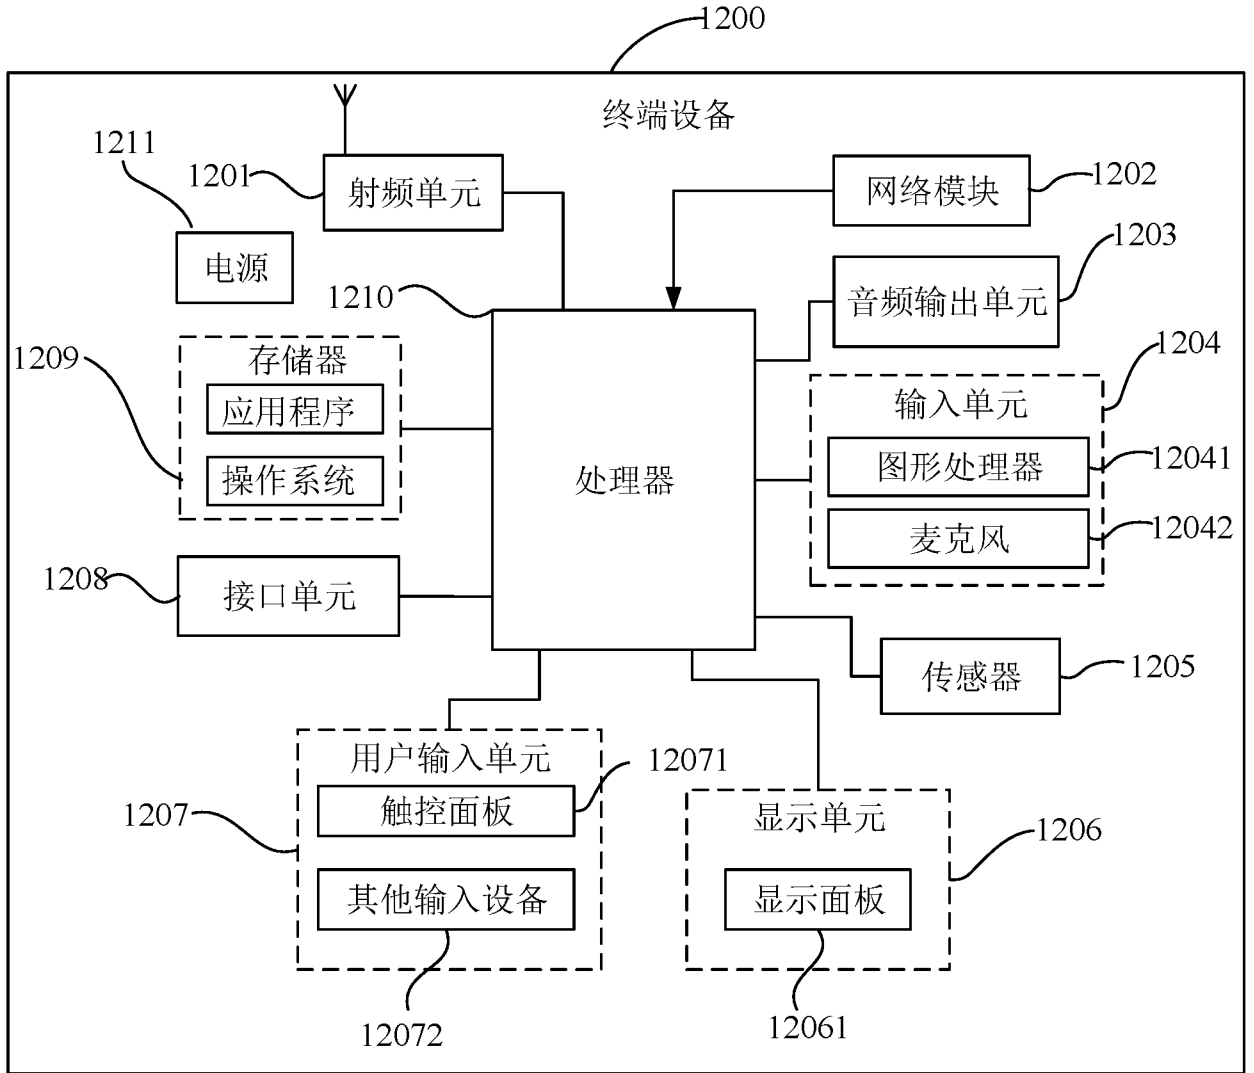 1200
终端设备
1211
1201
射频单元
网络模块
1202
电源
1203
音频输出单元
1210
1209
存储器
应用程序
操作系统
1204
输入单元
图形处理器
12041
麦克风
12042
处理器
1208
接口单元
传感器
1205
用户输入单元
12071
触控面板
1207
其他输入设备
12072
显示单元
1206
显示面板
12061